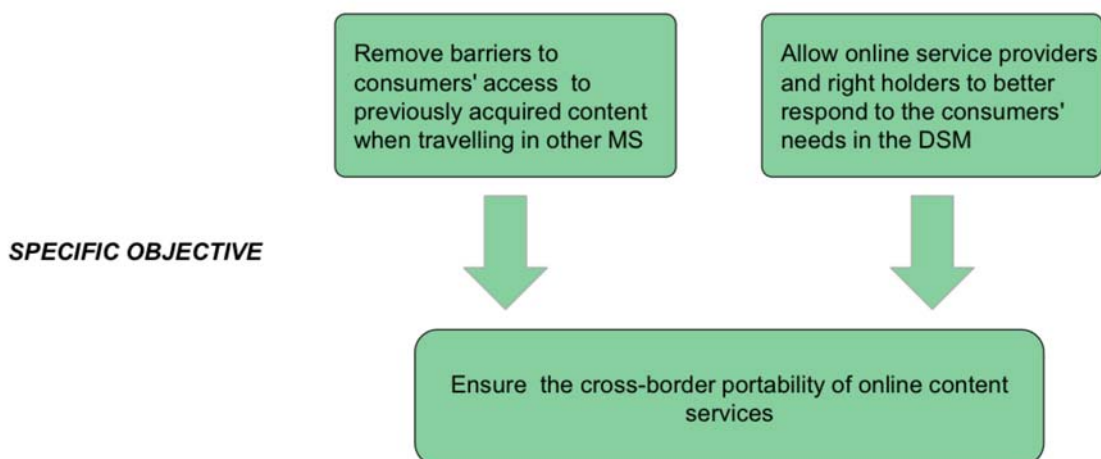 Remove barriers to
consumers' access  to
previously acquired content
when travelling in other MS
Allow online service providers
and right holders to better
respond to the consumers'
needs in the DSM
SPECIFIC OBJECTIVE
Ensure  the cross-border portability of online content
services